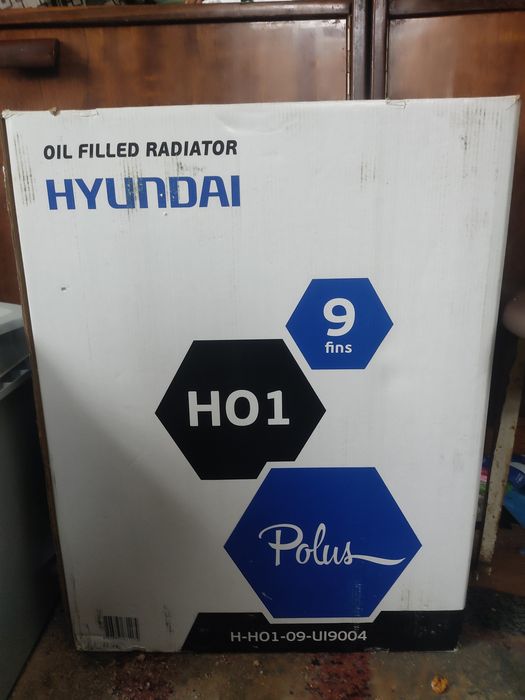 OIL FILLED RADIATOR
HYUNDAI
9
fins
HO1
Polus
H-HO1-09-UI9004